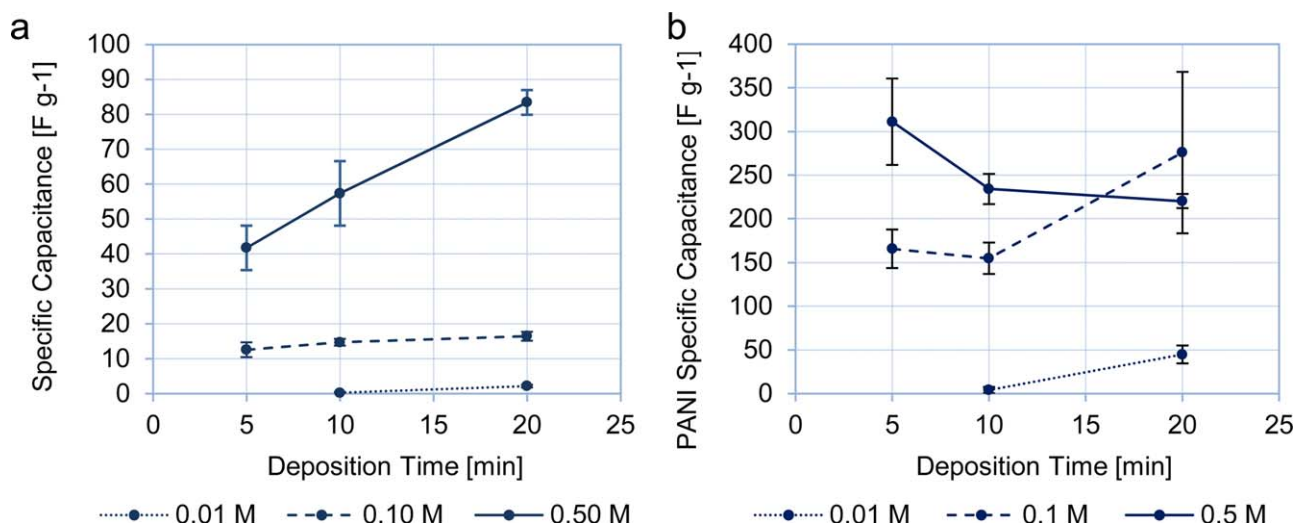 a
Specific Capacitance [F g-1]
100
90
80
70
60
50
40
30
20
10
0
0 5 10 15 20 25
Deposition Time [min]
0.01 M 0.10 M 0.50 M
b
PANI Specific Capacitance [F g-1]
400
350
300
250
200
150
100
50
0
0 5 10 15 20 25
Deposition Time [min]
0.01 M 0.1 M 0.5 M